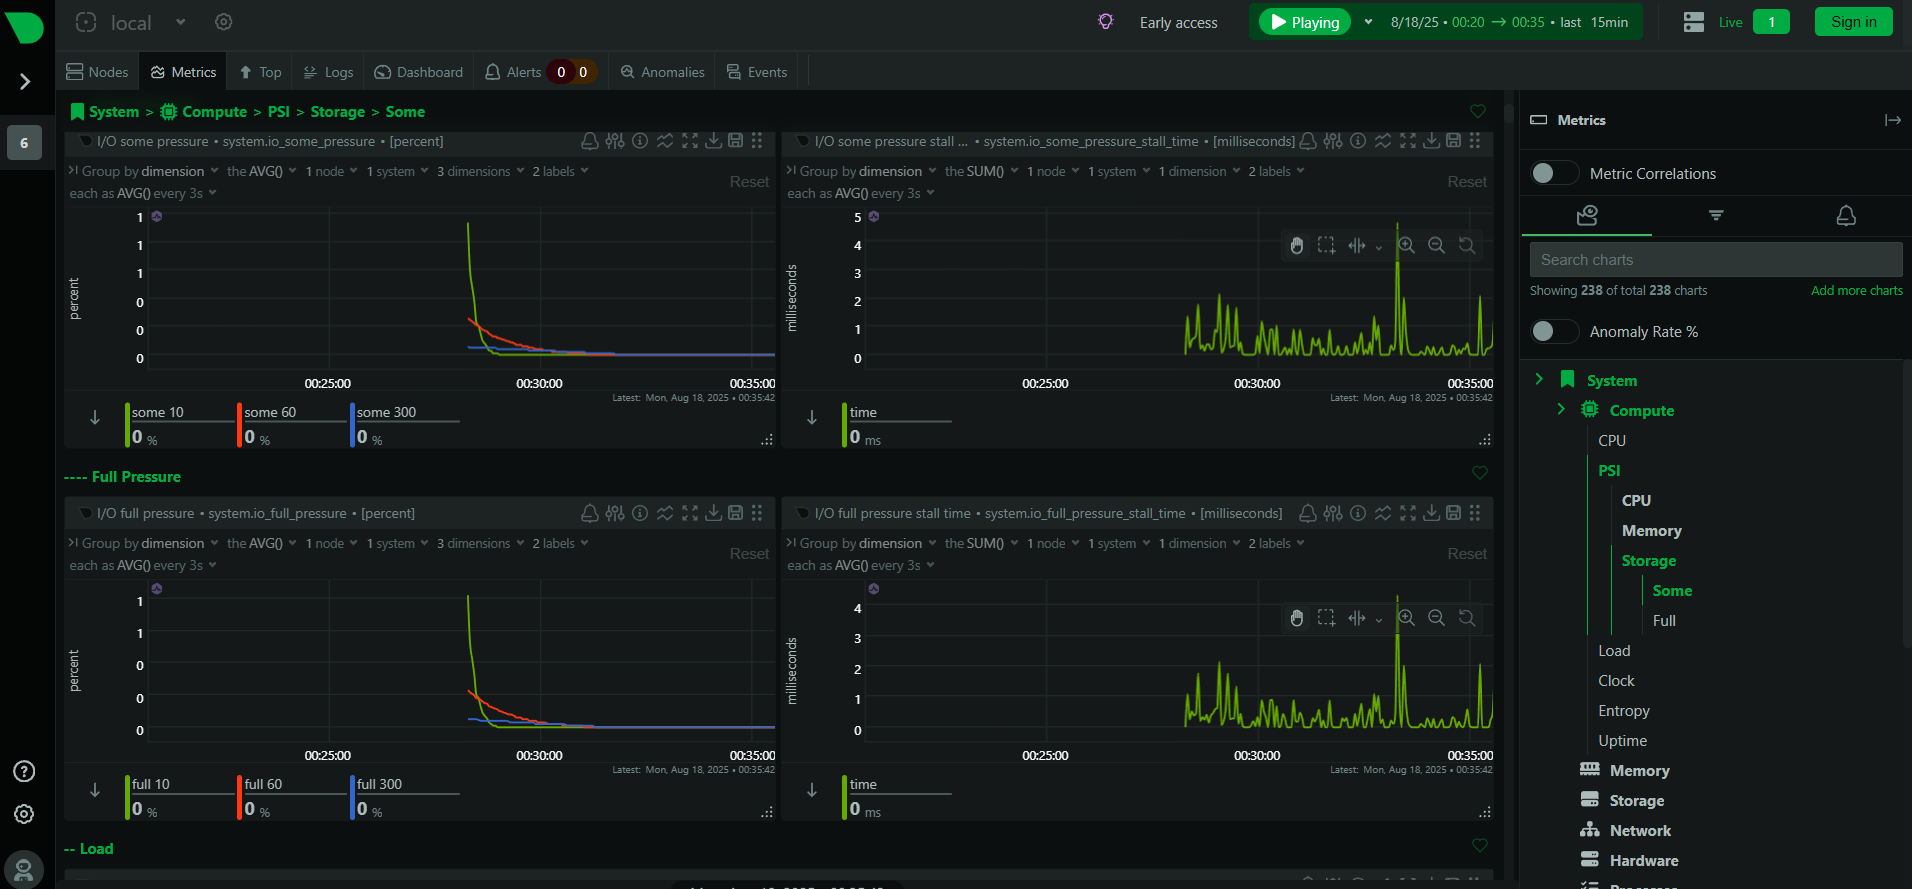 local
Early access
Playing
8/18/25 • 00:20 → 00:35 • last 15min
Live
1
Sign in
Nodes
Metrics
Top
Logs
Dashboard
Alerts 0 0
Anomalies
Events
6
System > Compute > PSI > Storage > Some
I/O some pressure • system.io_some_pressure • [percent]
Group by dimension the AVG() 1 node 1 system 3 dimensions 2 labels
each as AVG() every 3s
Reset
percent
1
1
1
0
0
0
00:25:00
00:30:00
00:35:00
Latest: Mon, Aug 18, 2025 • 00:35:42
some 10
0 %
some 60
0 %
some 300
0 %
I/O some pressure stall ... • system.io_some_pressure_stall_time • [milliseconds]
Group by dimension the SUM() 1 node 1 system 1 dimension 2 labels
each as AVG() every 3s
Reset
milliseconds
5
4
3
2
1
0
00:25:00
00:30:00
00:35:00
Latest: Mon, Aug 18, 2025 • 00:35:42
time
0 ms
---- Full Pressure
I/O full pressure • system.io_full_pressure • [percent]
Group by dimension the AVG() 1 node 1 system 3 dimensions 2 labels
each as AVG() every 3s
Reset
percent
1
1
0
0
0
00:25:00
00:30:00
00:35:00
Latest: Mon, Aug 18, 2025 • 00:35:42
full 10
0 %
full 60
0 %
full 300
0 %
I/O full pressure stall time • system.io_full_pressure_stall_time • [milliseconds]
Group by dimension the SUM() 1 node 1 system 1 dimension 2 labels
each as AVG() every 3s
Reset
milliseconds
4
3
2
1
0
00:25:00
00:30:00
00:35:00
Latest: Mon, Aug 18, 2025 • 00:35:42
time
0 ms
-- Load
Metrics
Metric Correlations
Search charts
Showing 238 of total 238 charts
Add more charts
Anomaly Rate %
System
Compute
CPU
PSI
CPU
Memory
Storage
Some
Full
Load
Clock
Entropy
Uptime
Memory
Storage
Network
Hardware